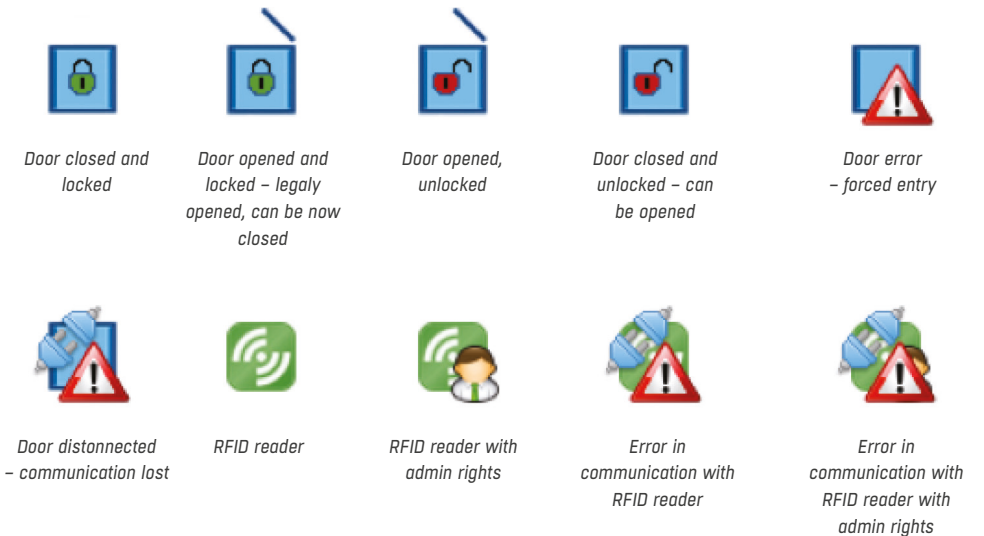 Door closed and
locked
Door opened and
locked – legaly
opened, can be now
closed
Door opened,
unlocked
Door closed and
unlocked – can
be opened
Door error
– forced entry
Door distonnected
– communication lost
RFID reader
RFID reader with
admin rights
Error in
communication with
RFID reader
Error in
communication with
RFID reader with
admin rights